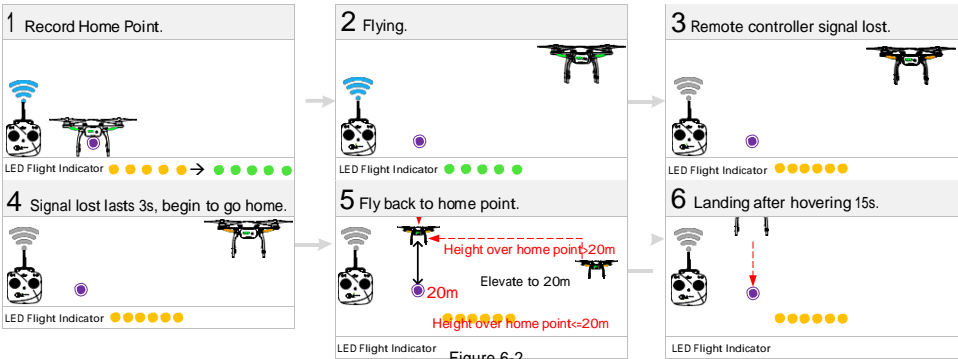 1 Record Home Point.
LED Flight Indicator
2 Flying.
LED Flight Indicator
3 Remote controller signal lost.
LED Flight Indicator
4 Signal lost lasts 3s, begin to go home.
LED Flight Indicator
5 Fly back to home point.
Height over home point>20m
Elevate to 20m
20m
Height over home point<=20m
LED Flight Indicator
Figure 6-2
6 Landing after hovering 15s.
LED Flight Indicator